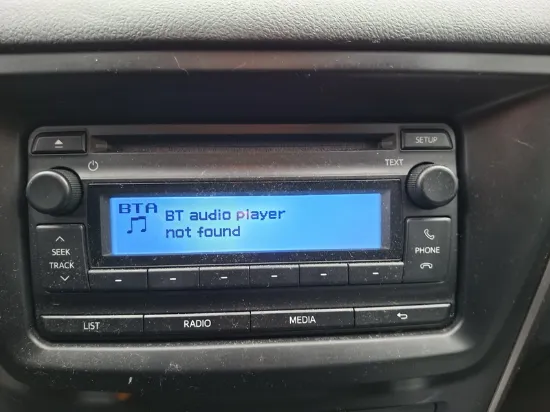 SETUP
TEXT
BTA BT audio player
not found
SEEK
TRACK
PHONE
LIST RADIO MEDIA